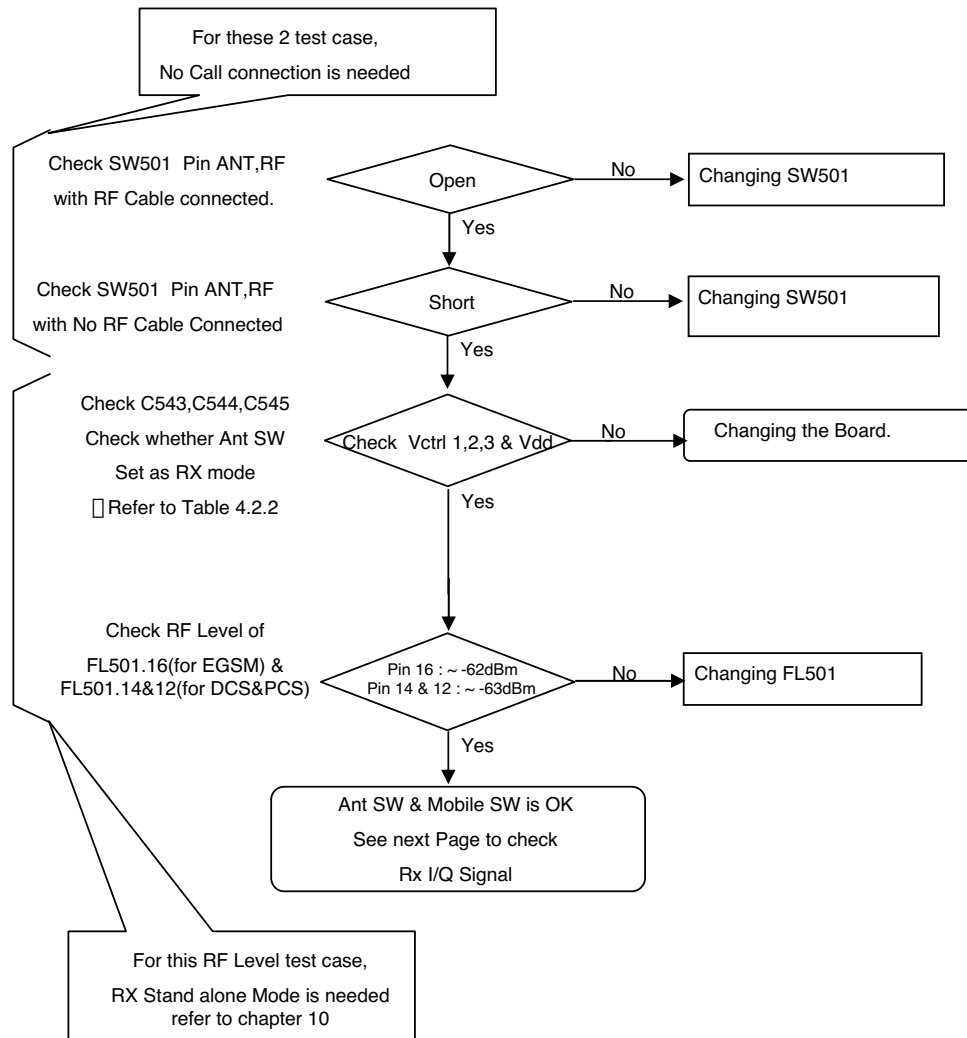 For these 2 test case,
No Call connection is needed
Check SW501 Pin ANT,RF
with RF Cable connected.
Open
No
Changing SW501
Yes
Check SW501 Pin ANT,RF
with No RF Cable Connected
Short
No
Changing SW501
Yes
Check C543,C544,C545
Check whether Ant SW
Set as RX mode
Refer to Table 4.2.2
Check Vctrl 1,2,3 & Vdd
No
Changing the Board.
Yes
Check RF Level of
FL501.16(for EGSM) &
FL501.14&12(for DCS&PCS)
Pin 16 : ~ -62dBm
Pin 14 & 12 : ~ -63dBm
No
Changing FL501
Yes
Ant SW & Mobile SW is OK
See next Page to check
Rx I/Q Signal
For this RF Level test case,
RX Stand alone Mode is needed
refer to chapter 10